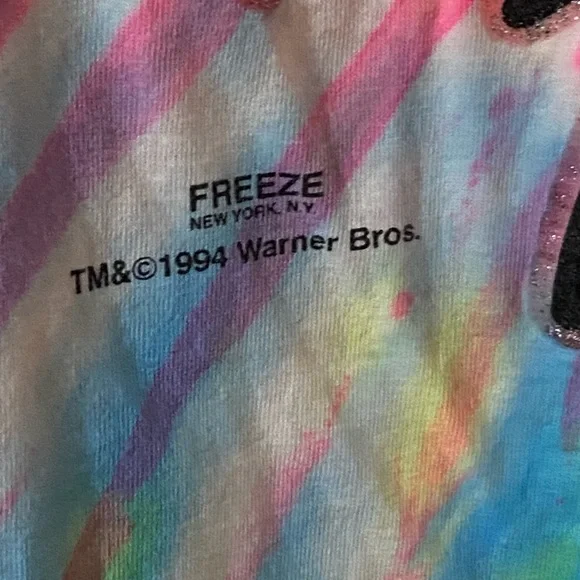 FREEZE
NEW YORK, N.Y.
TM&©1994 Warner Bros.